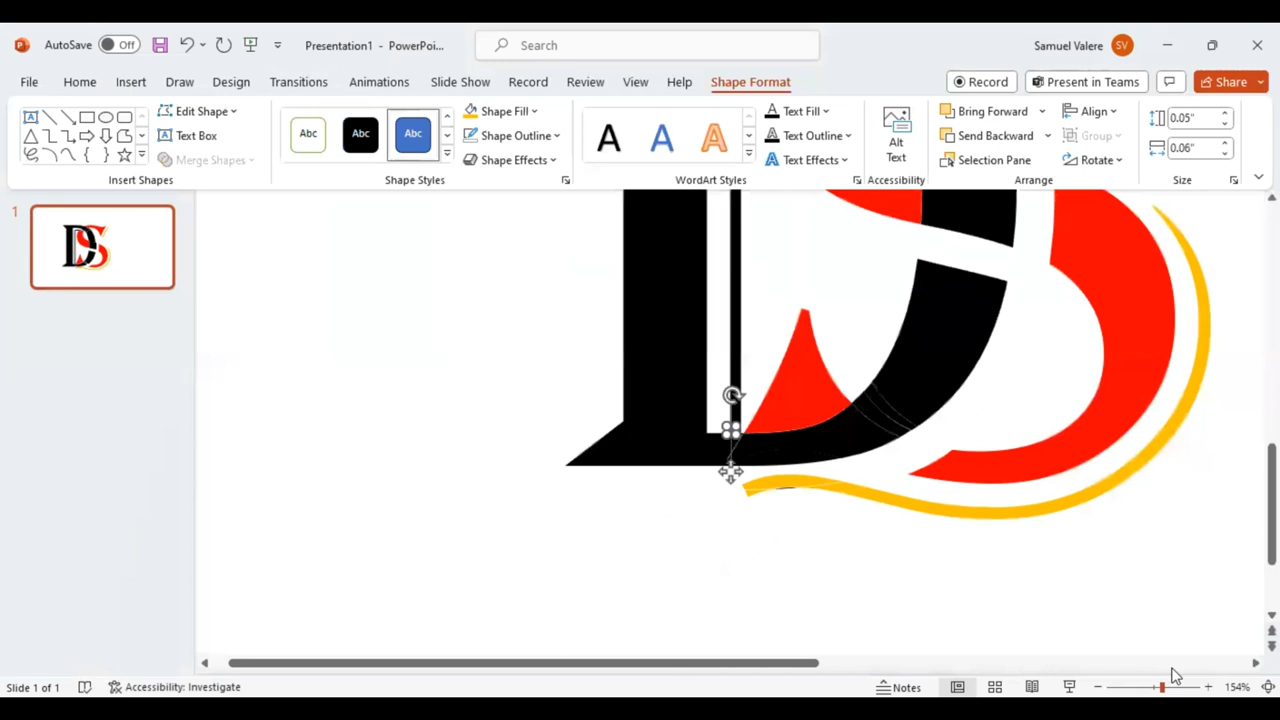 AutoSave Off Presentation1 - PowerPoi... Search Samuel Valere SV
File Home Insert Draw Design Transitions Animations Slide Show Record Review View Help Shape Format Record Present in Teams Share
Edit Shape Abc Abc Abc Shape Fill A A A Text Fill Bring Forward Align 0.05"
Text Box Shape Outline Text Outline Alt Text Send Backward Group 0.06"
Merge Shapes Shape Effects Text Effects Selection Pane Rotate
Insert Shapes Shape Styles WordArt Styles Accessibility Arrange Size
1
DS
DS
Slide 1 of 1 Accessibility: Investigate Notes 154%